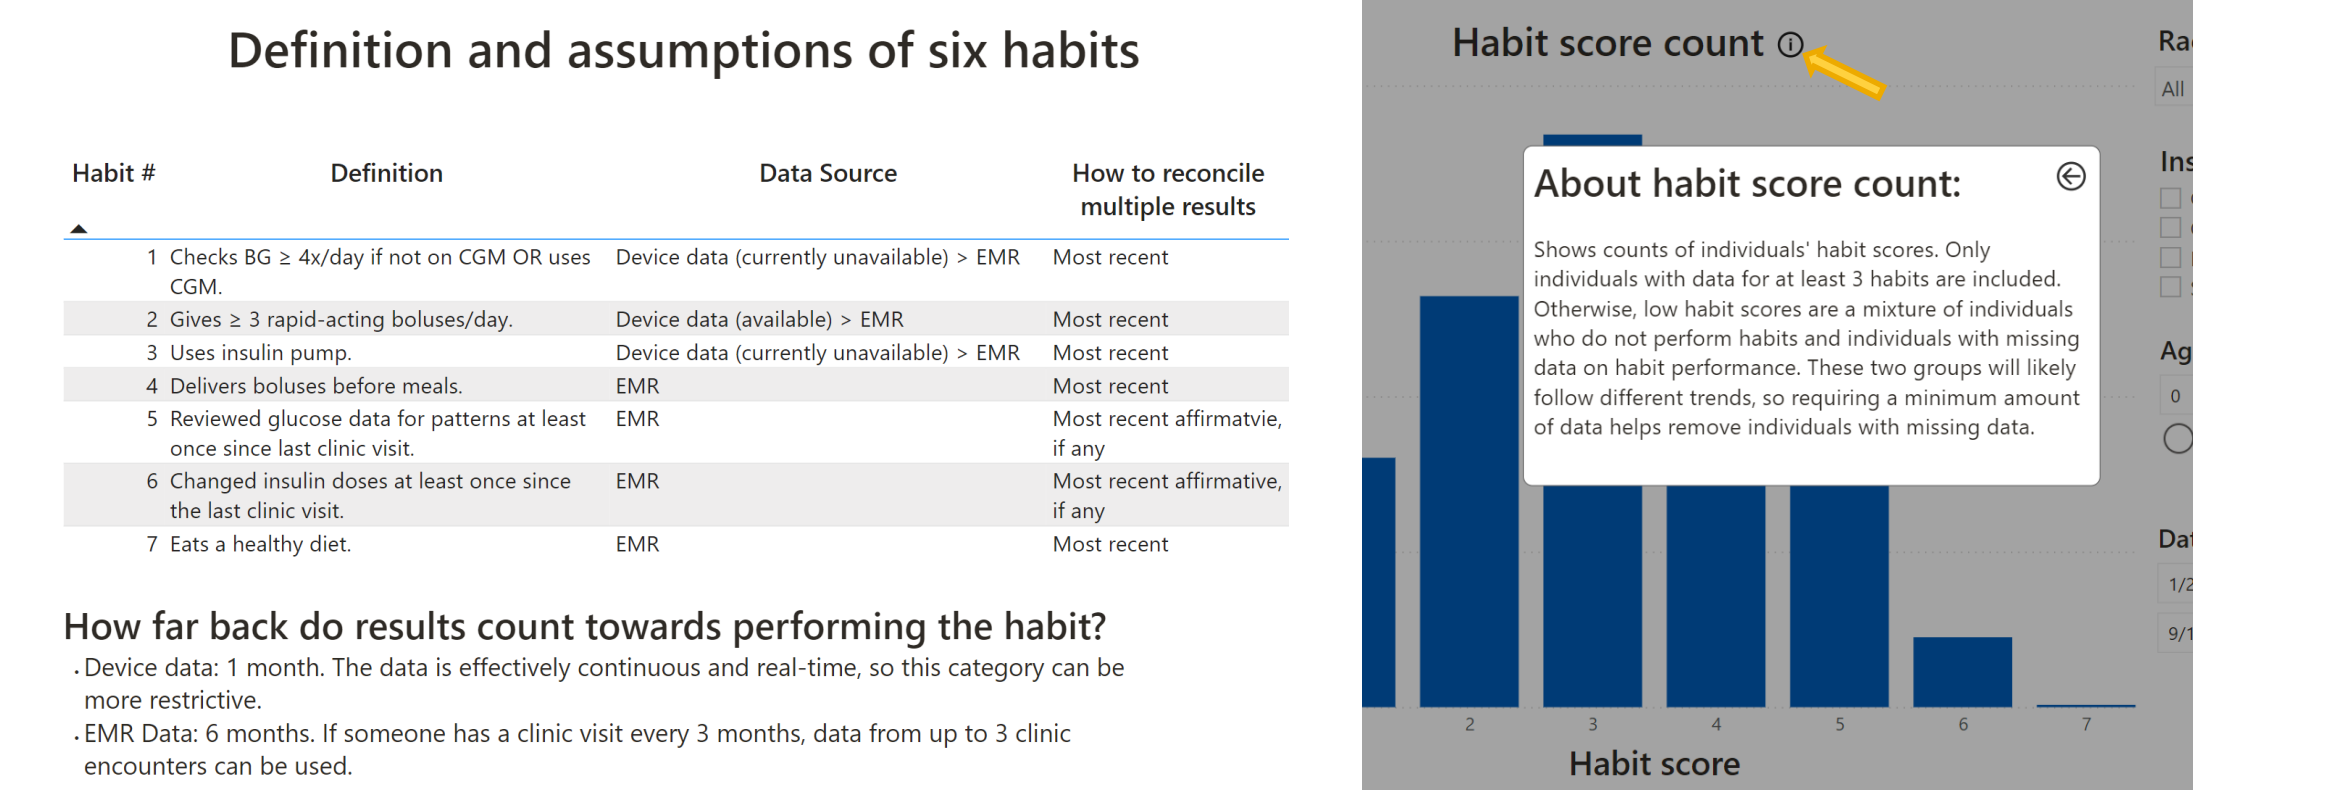 Definition and assumptions of six habits
Habit #
Definition
Data Source
How to reconcile
multiple results
1 Checks BG ≥ 4x/day if not on CGM OR uses
CGM.
Device data (currently unavailable) > EMR
Most recent
2 Gives ≥ 3 rapid-acting boluses/day.
Device data (available) > EMR
Most recent
3 Uses insulin pump.
Device data (currently unavailable) > EMR
Most recent
4 Delivers boluses before meals.
EMR
Most recent
5 Reviewed glucose data for patterns at least
once since last clinic visit.
EMR
Most recent affirmatvie,
if any
6 Changed insulin doses at least once since
the last clinic visit.
EMR
Most recent affirmative,
if any
7 Eats a healthy diet.
EMR
Most recent
How far back do results count towards performing the habit?
· Device data: 1 month. The data is effectively continuous and real-time, so this category can be
more restrictive.
· EMR Data: 6 months. If someone has a clinic visit every 3 months, data from up to 3 clinic
encounters can be used.
Habit score count
About habit score count:
Shows counts of individuals' habit scores. Only
individuals with data for at least 3 habits are included.
Otherwise, low habit scores are a mixture of individuals
who do not perform habits and individuals with missing
data on habit performance. These two groups will likely
follow different trends, so requiring a minimum amount
of data helps remove individuals with missing data.
2 3 4 5 6 7
Habit score
All
Ins
Ag
0
1/2
9/1